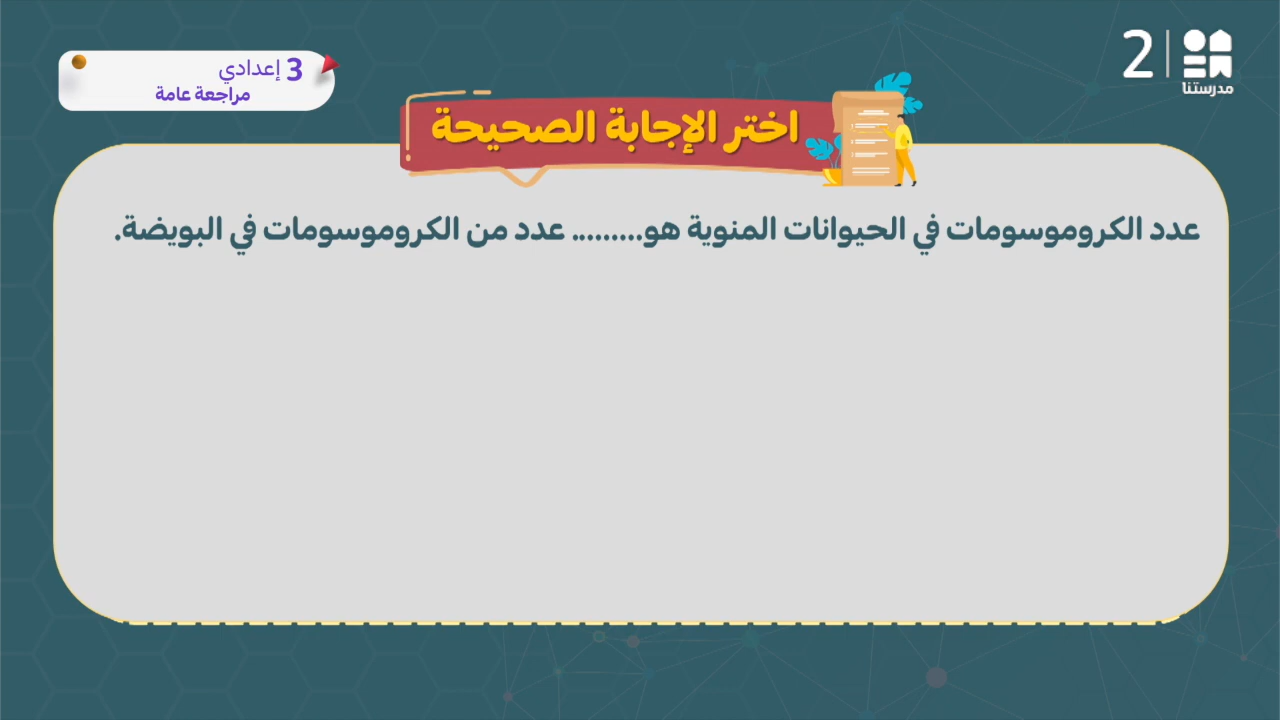 2
مدرستنا
3 إعدادي
مراجعة عامة
اختر الإجابة الصحيحة
عدد الكروموسومات في الحيوانات المنوية هو......... عدد من الكروموسومات في البويضة.